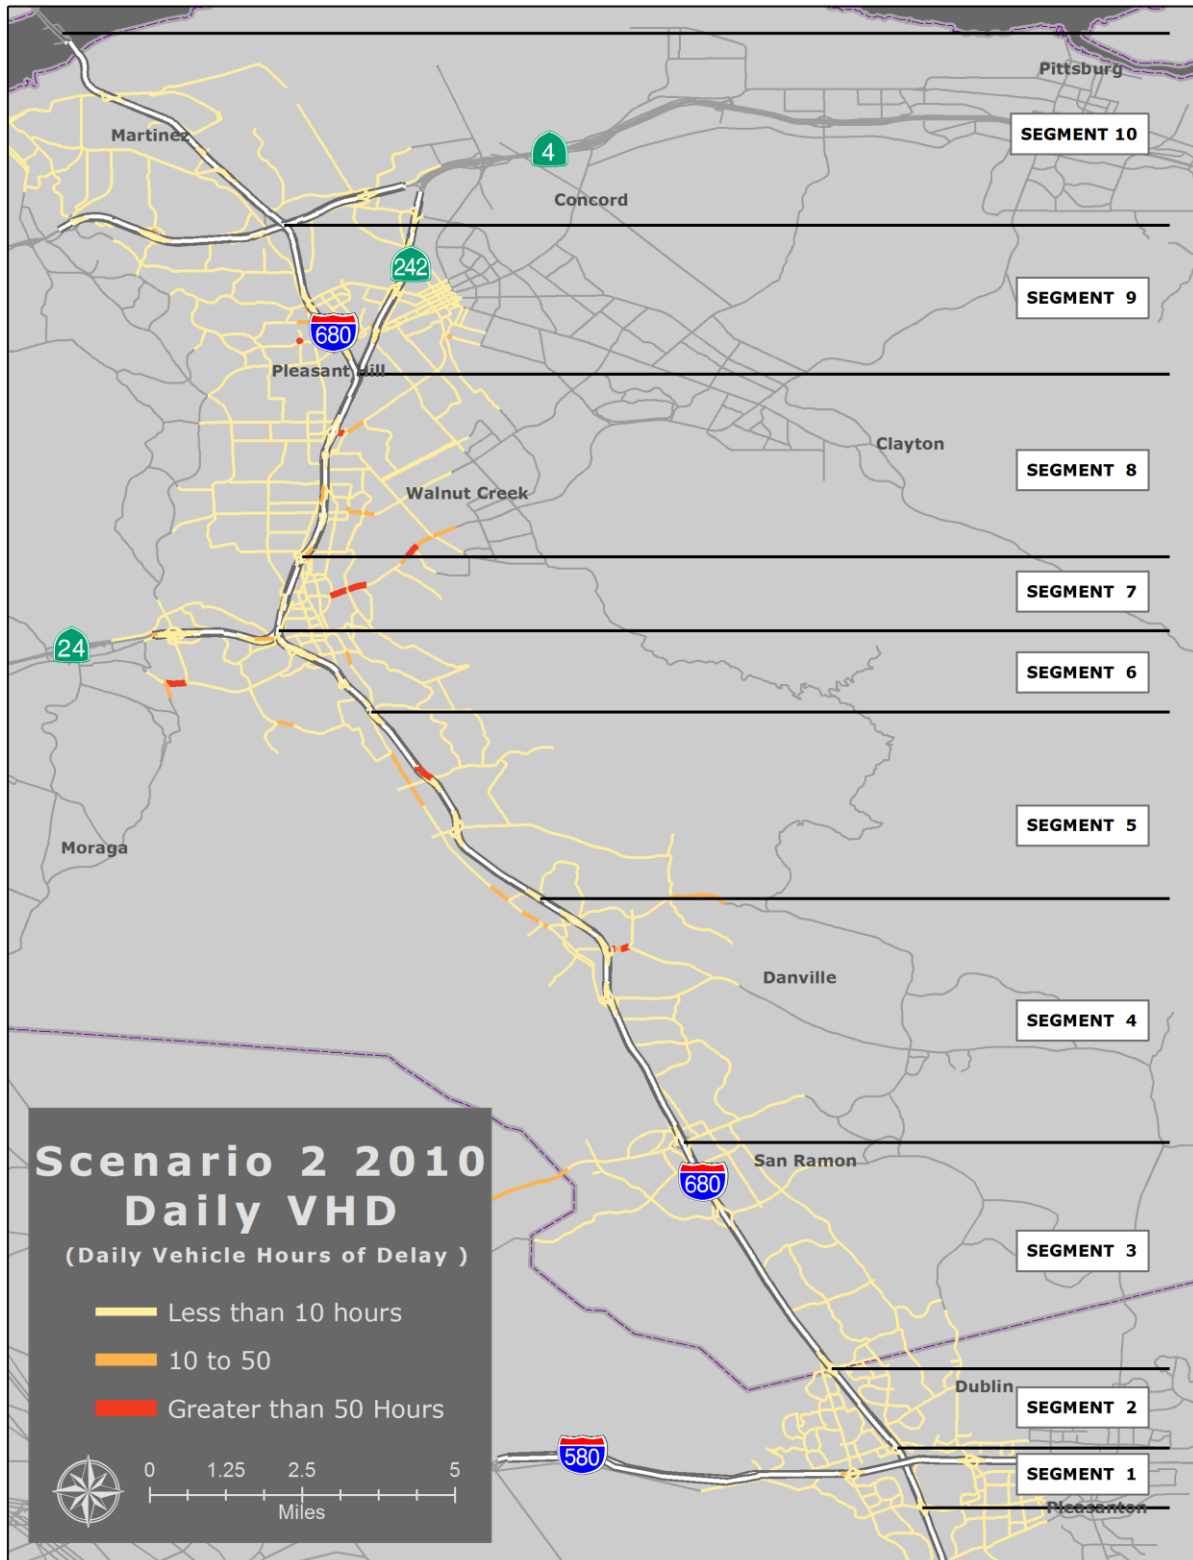 Pittsburg
Martinez
SEGMENT 10
4
Concord
242
SEGMENT 9
680
Pleasant Hill
Clayton
SEGMENT 8
Walnut Creek
SEGMENT 7
24
SEGMENT 6
SEGMENT 5
Moraga
Danville
SEGMENT 4
San Ramon
680
SEGMENT 3
Dublin
SEGMENT 2
580
SEGMENT 1
Pleasanton
Scenario 2 2010
Daily VHD
(Daily Vehicle Hours of Delay )
Less than 10 hours
10 to 50
Greater than 50 Hours
0 1.25 2.5 5
Miles